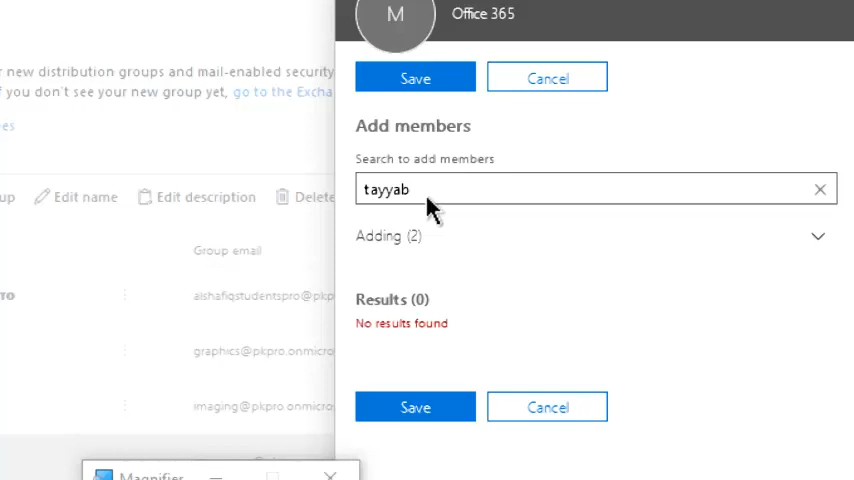 M
Office 365
r new distribution groups and mail-enabled security
f you don't see your new group yet, go to the Excha
es
Save
Cancel
Add members
Search to add members
tayyab
up
Edit name
Edit description
Delete
Adding (2)
Group email
TO
alshafiqstudentspro@pkp
Results (0)
No results found
graphics@pkpro.onmicro
imaging@pkpro.onmicro
Save
Cancel
Magnifier